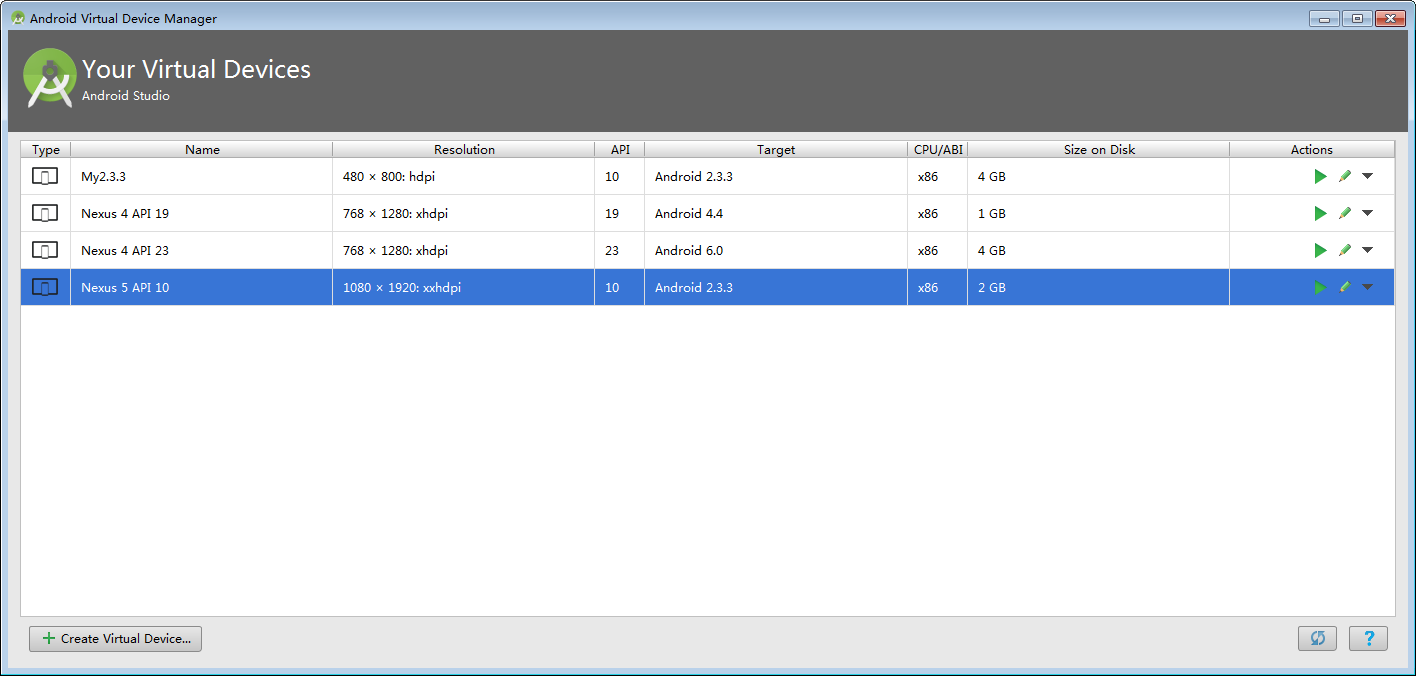 Android Virtual Device Manager
Your Virtual Devices
Android Studio
Type Name Resolution API Target CPU/ABI Size on Disk Actions
My2.3.3 480 × 800: hdpi 10 Android 2.3.3 x86 4 GB
Nexus 4 API 19 768 × 1280: xhdpi 19 Android 4.4 x86 1 GB
Nexus 4 API 23 768 × 1280: xhdpi 23 Android 6.0 x86 4 GB
Nexus 5 API 10 1080 × 1920: xxhdpi 10 Android 2.3.3 x86 2 GB
Create Virtual Device... ?